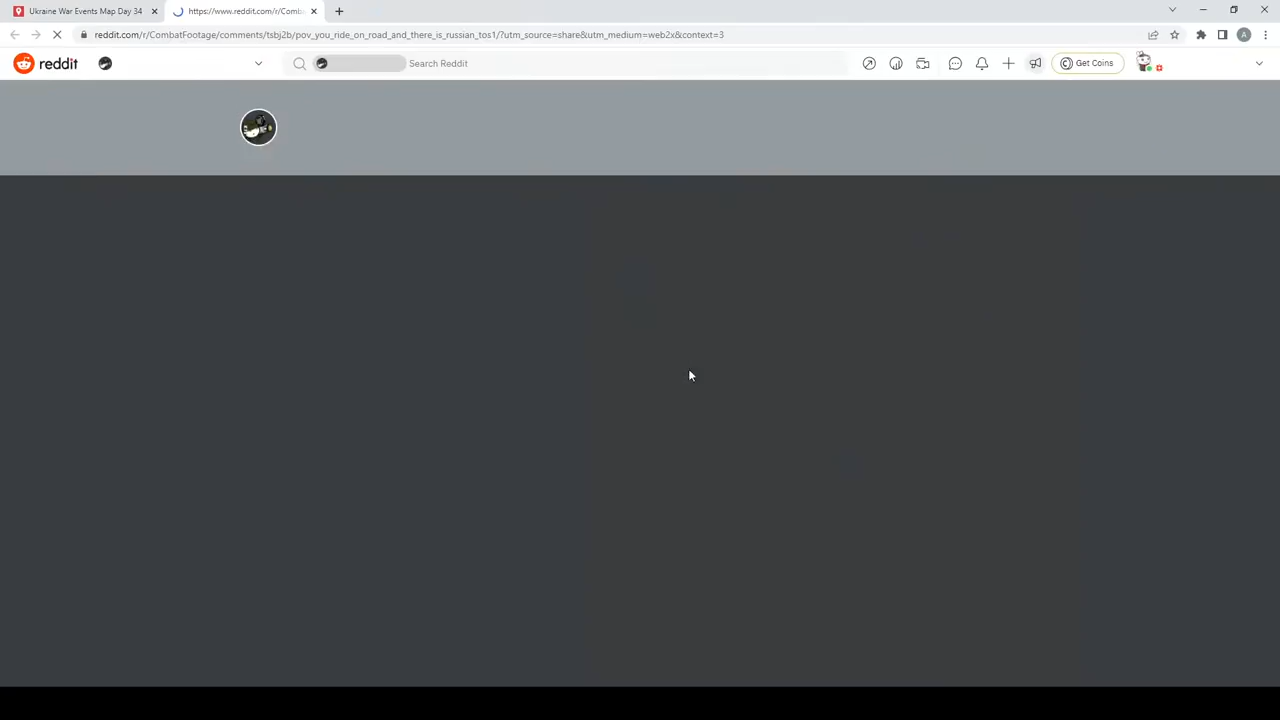 Ukraine War Events Map Day 34
https://www.reddit.com/r/Comb
reddit.com/r/CombatFootage/comments/tsbj2b/pov_you_ride_on_road_and_there_is_russian_tos1/?utm_source=share&utm_medium=web2x&context=3
A
reddit
Search Reddit
Get Coins